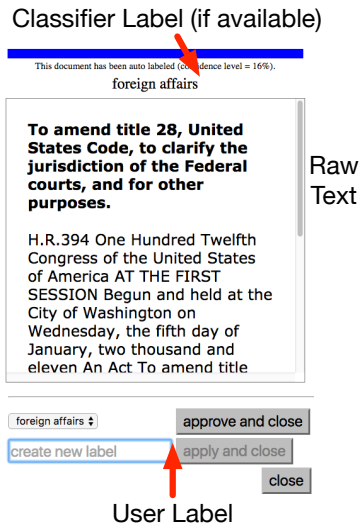 Classifier Label (if available)
This document has been auto labeled (confidence level = 16%).
foreign affairs
To amend title 28, United
States Code, to clarify the
jurisdiction of the Federal
courts, and for other
purposes.
Raw
Text
H.R.394 One Hundred Twelfth
Congress of the United States
of America AT THE FIRST
SESSION Begun and held at the
City of Washington on
Wednesday, the fifth day of
January, two thousand and
eleven An Act To amend title
foreign affairs
approve and close
create new label
apply and close
close
User Label